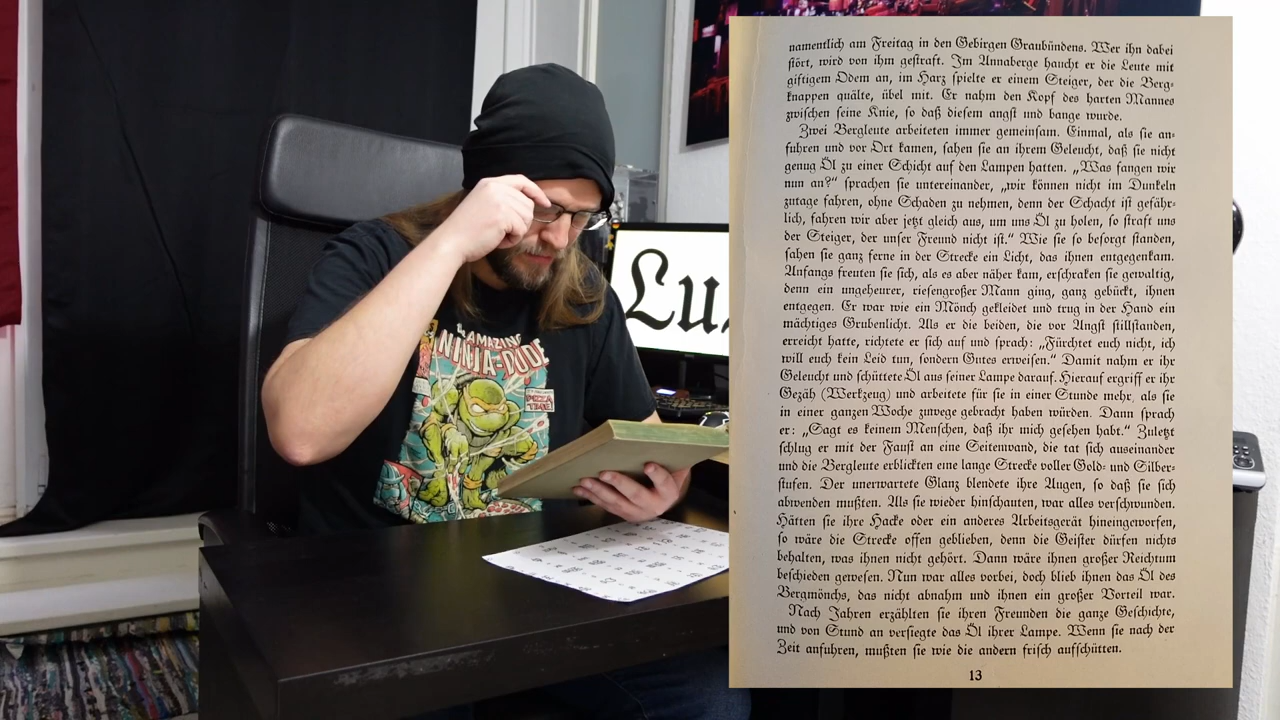 THE AMAZING
NINJA-DUDE
PIZZA
TIME!
Lu
namentlich am Freitag in den Gebirgen Graubündens. Wer ihn dabei
stört, wird von ihm gestraft. Im Annaberge haucht er die Leute mit
giftigem Odem an, im Harz spielte er einem Steiger, der die Berg-
knappen quälte, übel mit. Er nahm den Kopf des harten Mannes
zwischen seine Knie, so daß diesem angst und bange wurde.
Zwei Bergleute arbeiteten immer gemeinsam. Einmal, als sie an-
fuhren und vor Ort kamen, sahen sie an ihrem Geleucht, daß sie nicht
genug Öl zu einer Schicht auf den Lampen hatten. „Was fangen wir
nun an?“ sprachen sie untereinander, „wir können nicht im Dunkeln
zutage fahren, ohne Schaden zu nehmen, denn der Schacht ist gefähr-
lich, fahren wir aber jetzt gleich aus, um uns Öl zu holen, so straft uns
der Steiger, der unser Freund nicht ist.“ Wie sie so besorgt standen,
sahen sie ganz ferne in der Strecke ein Licht, das ihnen entgegenkam.
Anfangs freuten sie sich, als es aber näher kam, erschraken sie gewaltig,
denn ein ungeheurer, riesengroßer Mann ging, ganz gebückt, ihnen
entgegen. Er war wie ein Mönch gekleidet und trug in der Hand ein
mächtiges Grubenlicht. Als er die beiden, die vor Angst stillstanden,
erreicht hatte, richtete er sich auf und sprach: „Fürchtet euch nicht, ich
will euch kein Leid tun, sondern Gutes erweisen.“ Damit nahm er ihr
Geleucht und schüttete Öl aus seiner Lampe darauf. Hierauf ergriff er ihr
Gezäh (Werkzeug) und arbeitete für sie in einer Stunde mehr, als sie
in einer ganzen Woche zuwege gebracht haben würden. Dann sprach
er: „Sagt es keinem Menschen, daß ihr mich gesehen habt.“ Zuletzt
schlug er mit der Faust an eine Seitenwand, die tat sich auseinander
und die Bergleute erblickten eine lange Strecke voller Gold- und Silber-
stufen. Der unerwartete Glanz blendete ihre Augen, so daß sie sich
abwenden mußten. Als sie wieder hinschauten, war alles verschwunden.
Hätten sie ihre Hacke oder ein anderes Arbeitsgerät hineingeworfen,
so wäre die Strecke offen geblieben, denn die Geister dürfen nichts
behalten, was ihnen nicht gehört. Dann wäre ihnen großer Reichtum
beschieden gewesen. Nun war alles vorbei, doch blieb ihnen das Öl des
Bergmönchs, das nicht abnahm und ihnen ein großer Vorteil war.
Nach Jahren erzählten sie ihren Freunden die ganze Geschichte,
und von Stund an versiegte das Öl ihrer Lampe. Wenn sie nach der
Zeit anfuhren, mußten sie wie die andern frisch aufschütten.
13